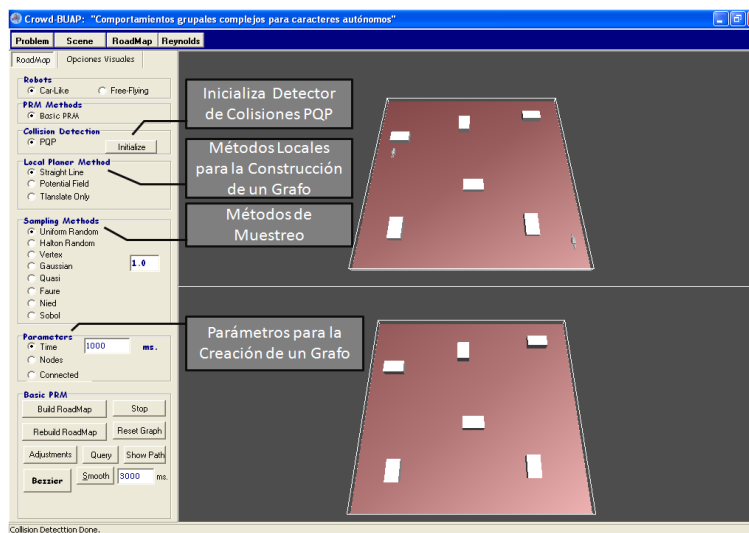 Crowd-BUAP: "Comportamientos grupales complejos para caracteres autónomos"
Problem Scene RoadMap Reynolds
RoadMap Opciones Visuales
Robots
Car-Like Free-Flying
PRM Methods
Basic PRM
Collision Detection
PQP Initialize
Local Planer Method
Straight Line
Potential Field
Tlanslate Only
Sampling Methods
Uniform Random
Halton Random
Vertex
Gaussian 1.0
Quasi
Faure
Nied
Sobol
Parameters
Time 1000 ms.
Nodes
Connected
Basic PRM
Build RoadMap Stop
Rebuild RoadMap Reset Graph
Adjustments Query Show Path
Bezzier Smooth 3000 ms.
Collision Detecttion Done.
Inicializa Detector
de Colisiones PQP
Métodos Locales
para la Construcción
de un Grafo
Métodos de
Muestreo
Parámetros para la
Creación de un Grafo